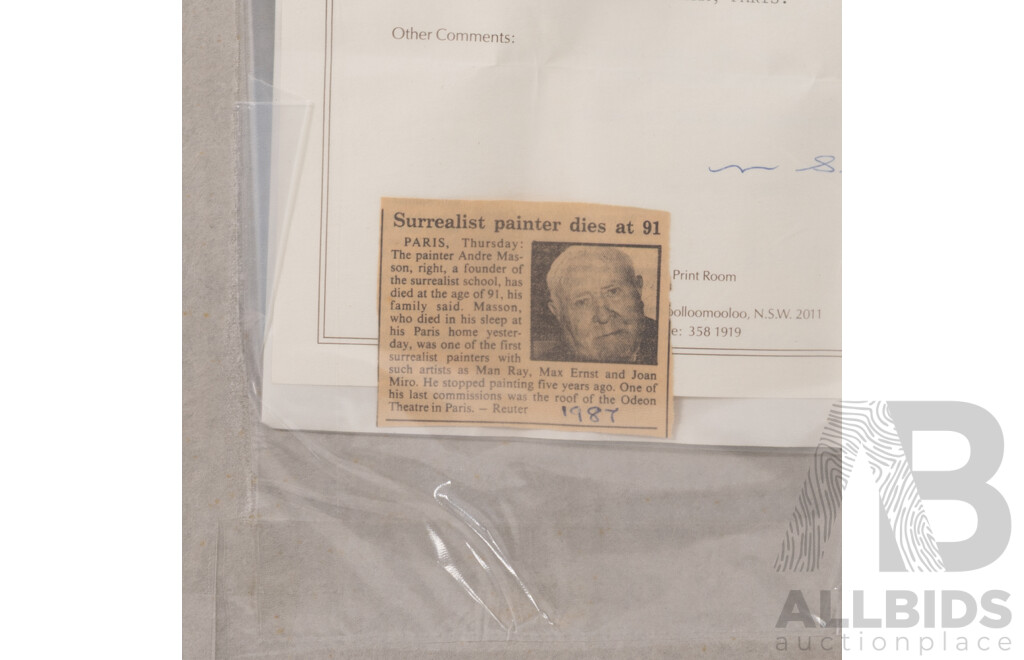 PARIS.
Other Comments:
Surrealist painter dies at 91
PARIS, Thursday:
The painter Andre Mas-
son, right, a founder of
the surrealist school, has
died at the age of 91, his
family said. Masson,
who died in his sleep at
his Paris home yester-
day, was one of the first
surrealist painters with
such artists as Man Ray, Max Ernst and Joan
Miro. He stopped painting five years ago. One of
his last commissions was the roof of the Odeon
Theatre in Paris. — Reuter
1987
Print Room
olloomooloo, N.S.W. 2011
e: 358 1919
AB
ALLBIDS
auctionplace